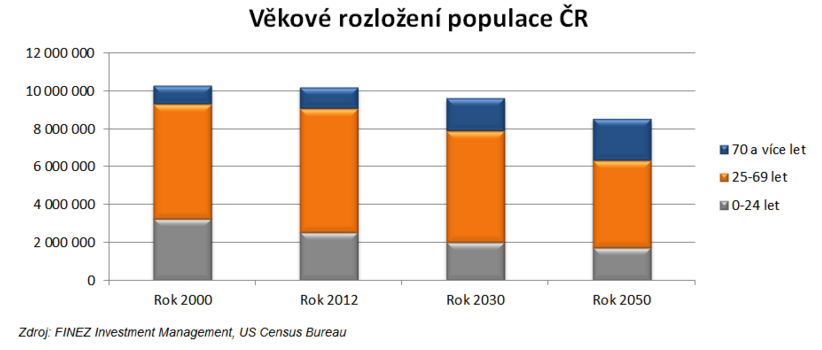 Věkové rozložení populace ČR
12 000 000
10 000 000
8 000 000
6 000 000
4 000 000
2 000 000
0
Rok 2000
Rok 2012
Rok 2030
Rok 2050
70 a více let
25-69 let
0-24 let
Zdroj: FINEZ Investment Management, US Census Bureau